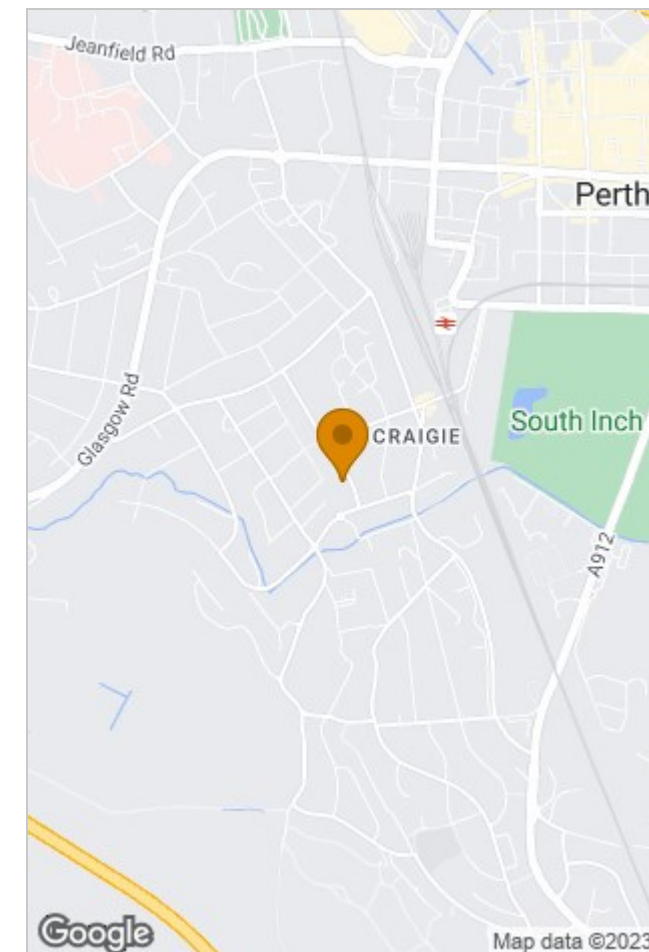 Jeanfield Rd
Perth
Glasgow Rd
CRAIGIE
South Inch
A912
Google
Map data ©2023